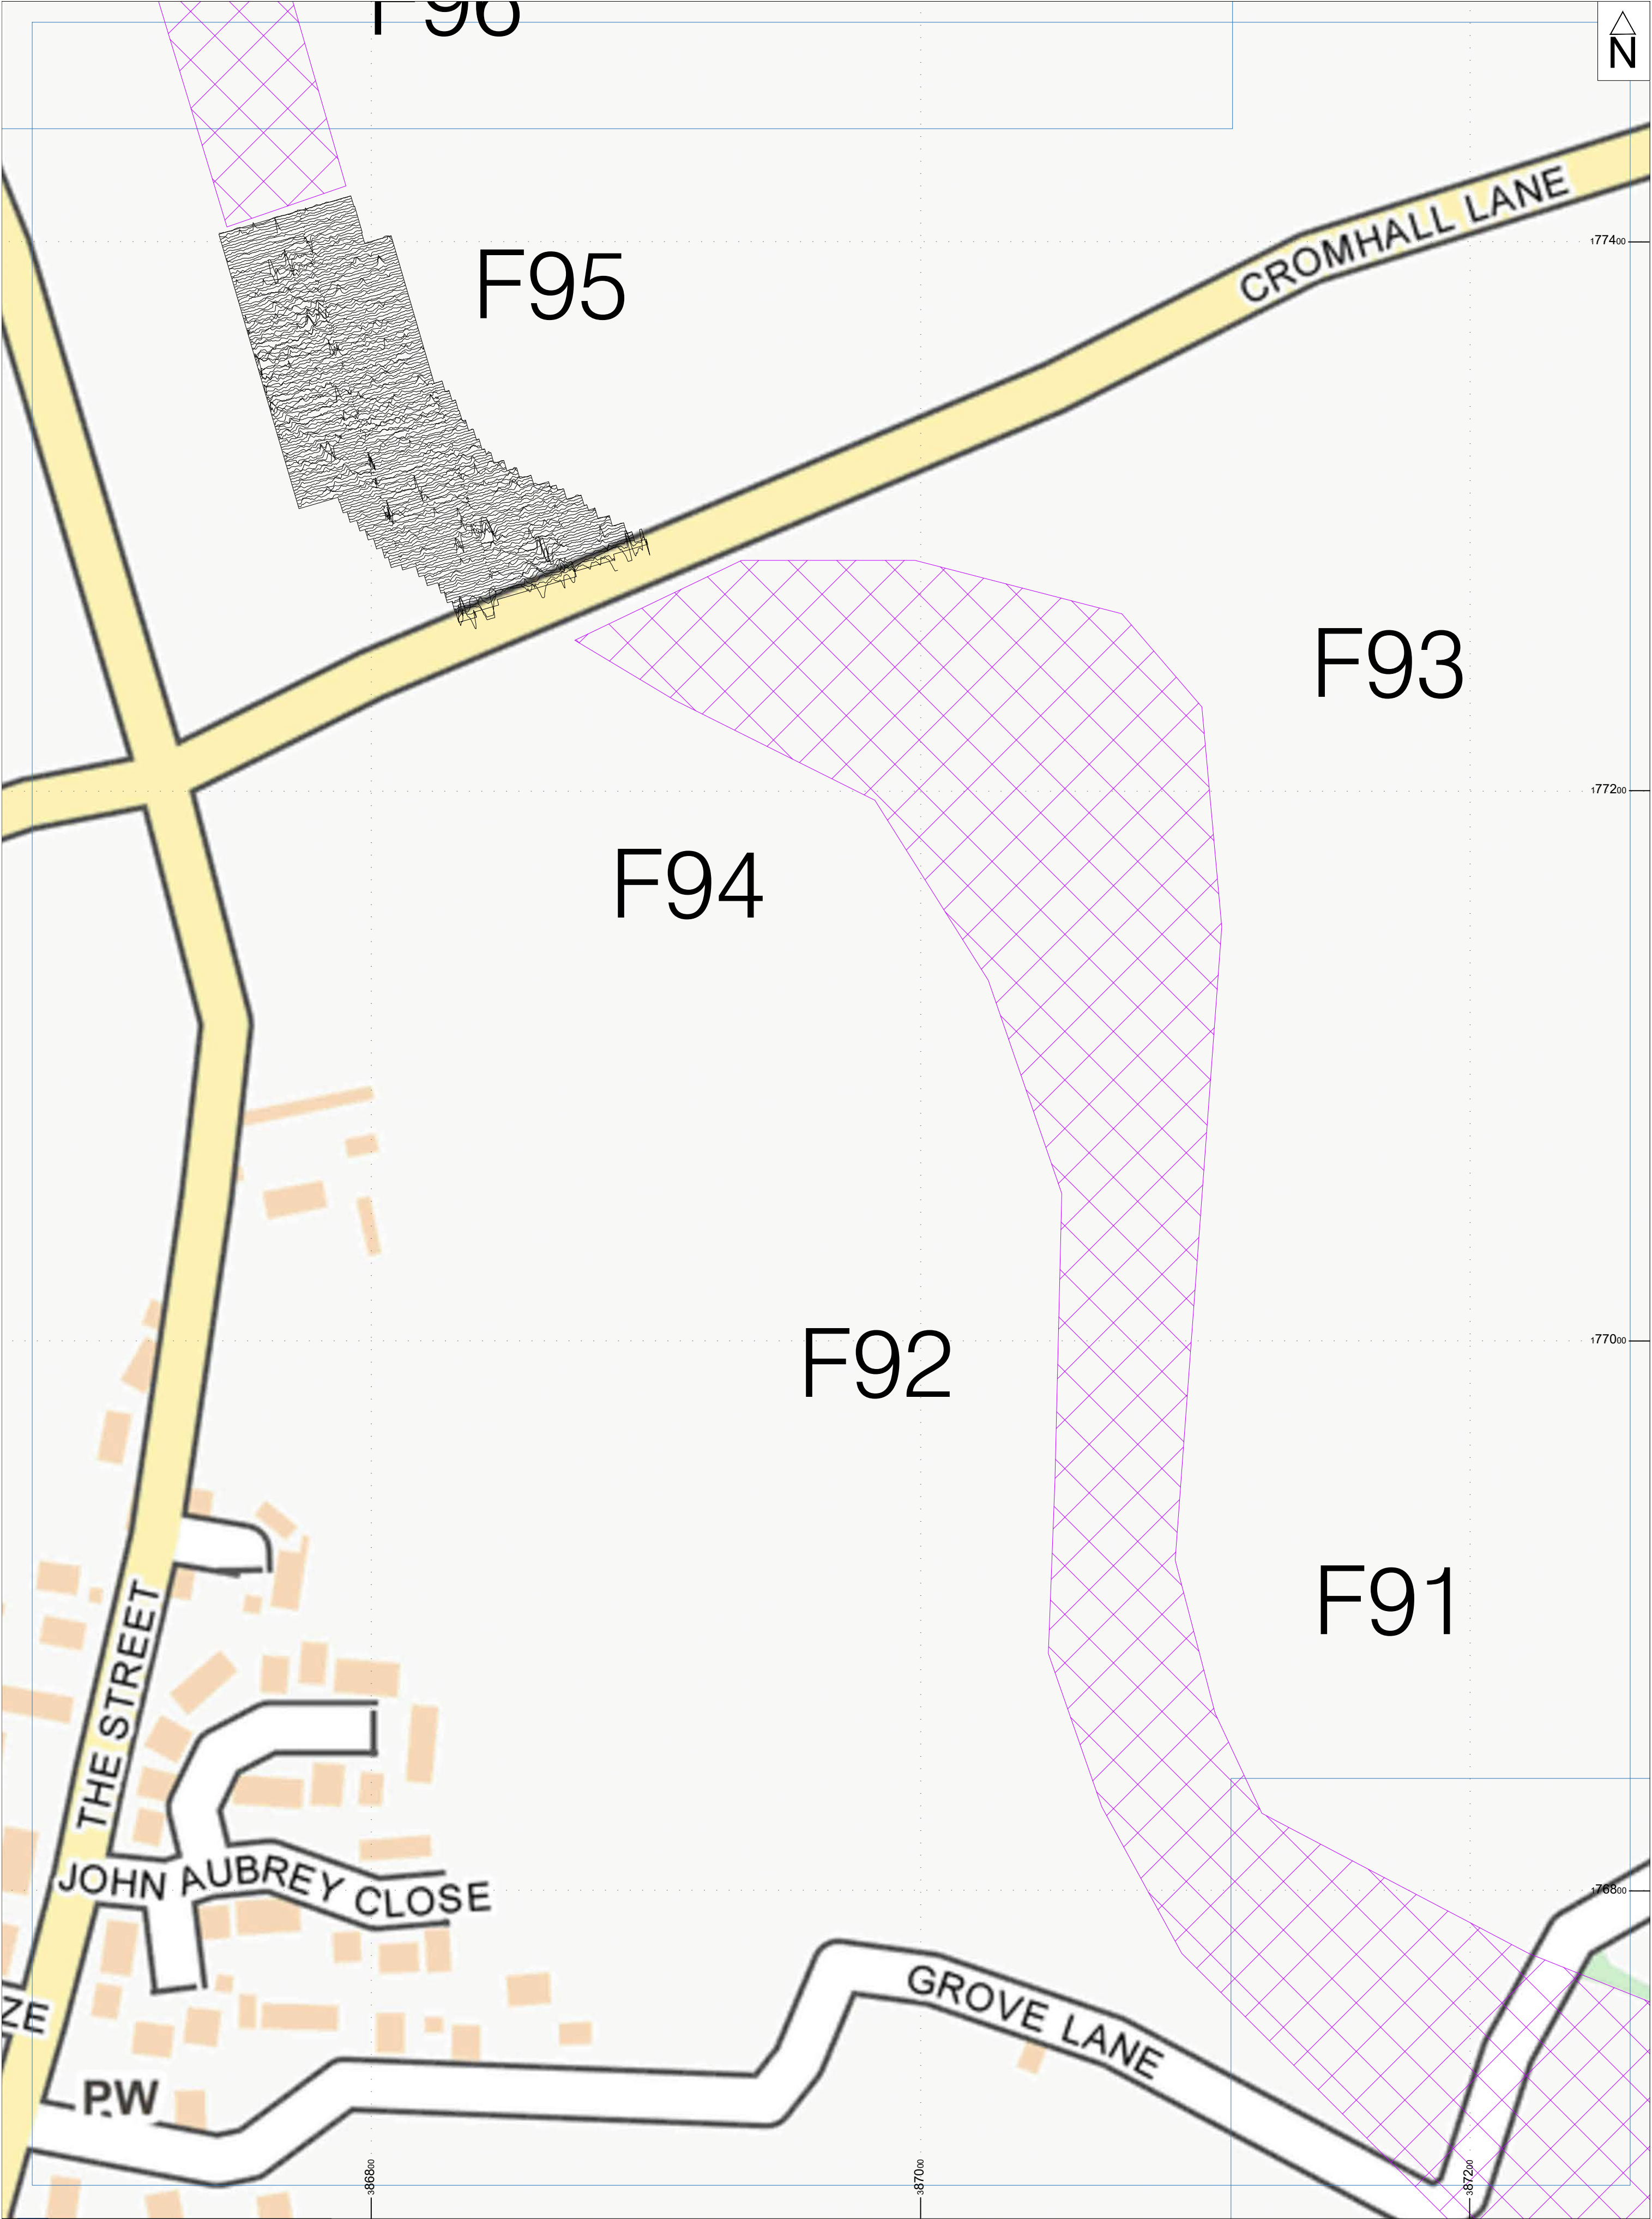 F96
N
CROMHALL LANE
177400
F95
F93
177200
F94
F92
177000
F91
THE STREET
JOHN AUBREY CLOSE
176800
ZE
GROVE LANE
PW
386800
387000
387200